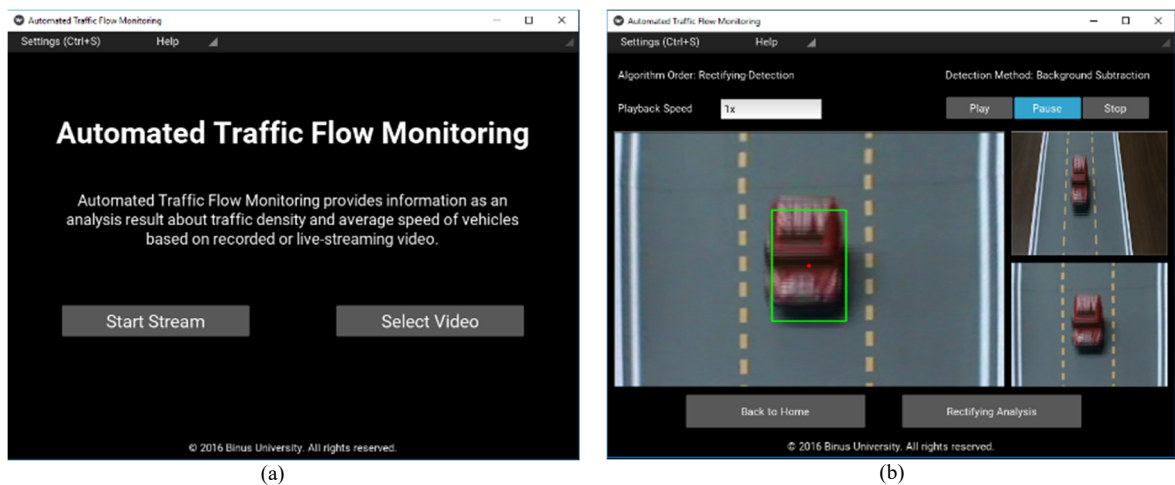 Automated Traffic Flow Monitoring
Settings (Ctrl+S) Help
Automated Traffic Flow Monitoring
Automated Traffic Flow Monitoring provides information as an
analysis result about traffic density and average speed of vehicles
based on recorded or live-streaming video.
Start Stream Select Video
© 2016 Binus University. All rights reserved.
(a)
Automated Traffic Flow Monitoring
Settings (Ctrl+S) Help
Algorithm Order: Rectifying-Detection Detection Method: Background Subtraction
Playback Speed 1x Play Pause Stop
Back to Home Rectifying Analysis
© 2016 Binus University. All rights reserved.
(b)